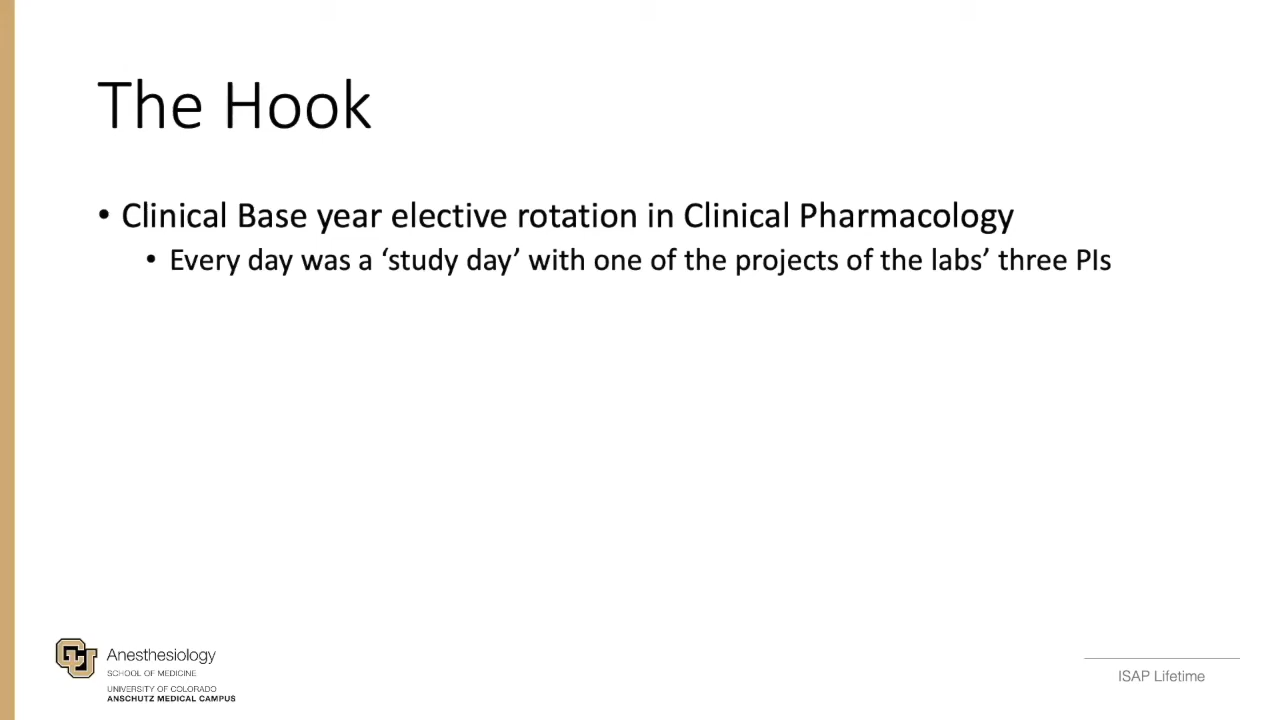 The Hook
• Clinical Base year elective rotation in Clinical Pharmacology
• Every day was a ‘study day’ with one of the projects of the labs’ three PIs
CU
Anesthesiology
SCHOOL OF MEDICINE
UNIVERSITY OF COLORADO
ANSCHUTZ MEDICAL CAMPUS
ISAP Lifetime